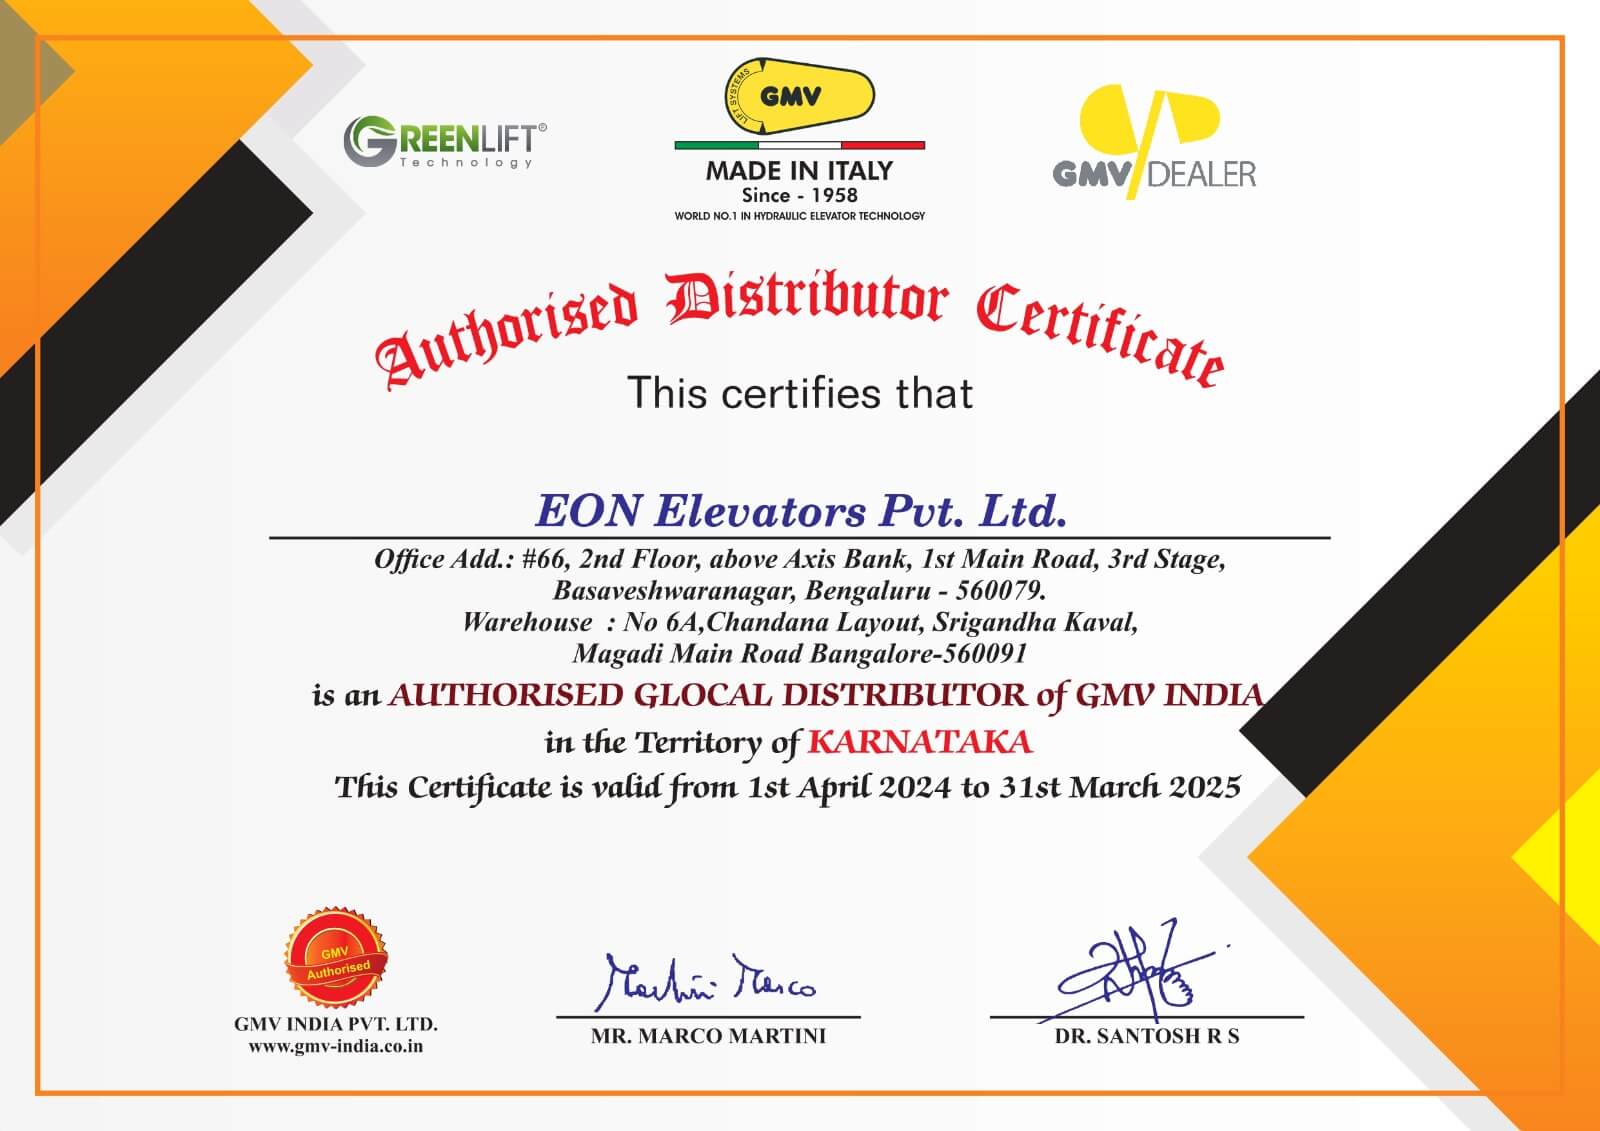 GREENLIFT®
Technology
LIFT SYSTEMS
GMV
MADE IN ITALY
Since - 1958
WORLD NO.1 IN HYDRAULIC ELEVATOR TECHNOLOGY
GMV DEALER
Authorised Distributor Certificate
This certifies that
EON Elevators Pvt. Ltd.
Office Add.: #66, 2nd Floor, above Axis Bank, 1st Main Road, 3rd Stage,
Basaveshwaranagar, Bengaluru - 560079.
Warehouse : No 6A,Chandana Layout, Srigandha Kaval,
Magadi Main Road Bangalore-560091
is an AUTHORISED GLOCAL DISTRIBUTOR of GMV INDIA
in the Territory of KARNATAKA
This Certificate is valid from 1st April 2024 to 31st March 2025
GMV
Authorised
GMV INDIA PVT. LTD.
www.gmv-india.co.in
Martini Marco
MR. MARCO MARTINI
DR. SANTOSH R S